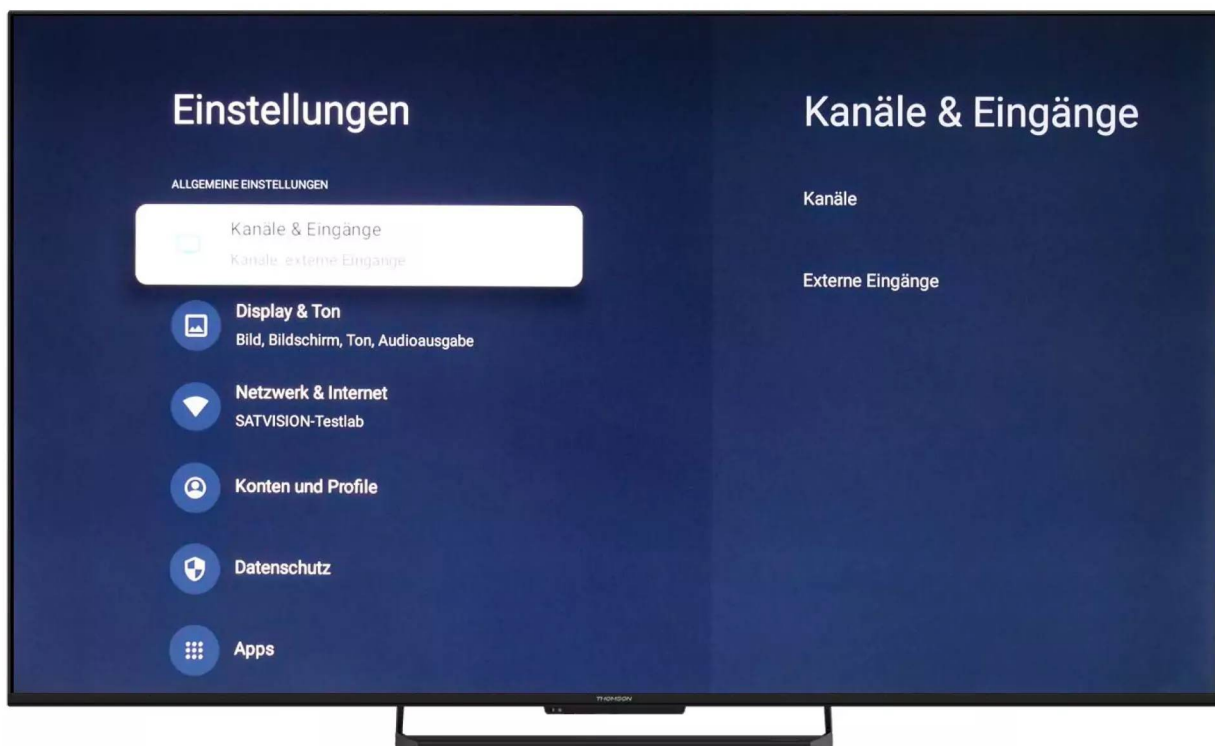 Einstellungen
ALLGEMEINE EINSTELLUNGEN
Kanäle & Eingänge
Kanäle, externe Eingänge
Display & Ton
Bild, Bildschirm, Ton, Audioausgabe
Netzwerk & Internet
SATVISION-Testlab
Konten und Profile
Datenschutz
Apps
Kanäle & Eingänge
Kanäle
Externe Eingänge
THOMSON